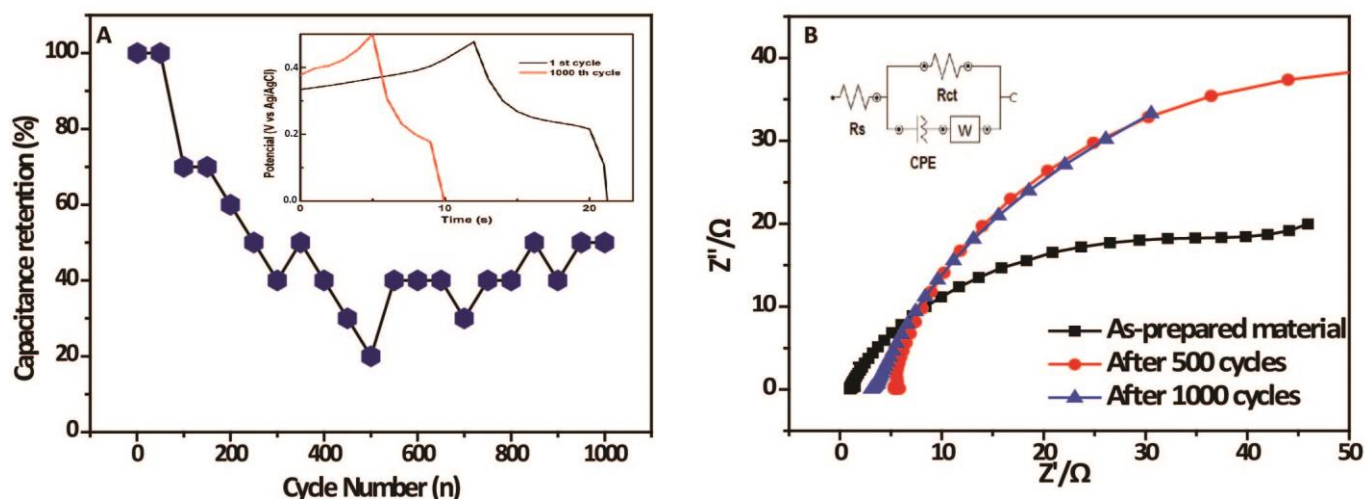 A
Capacitance retention (%)
100
80
60
40
20
0
0 200 400 600 800 1000
Cycle Number (n)
Potencial (V vs Ag/AgCl)
0.4
0.2
0.0
0 10 20
Time (s)
1 st cycle
1000 th cycle
B
Z''/Ω
40
30
20
10
0
0 10 20 30 40 50
Z'/Ω
Rs
Rct
CPE
W
As-prepared material
After 500 cycles
After 1000 cycles